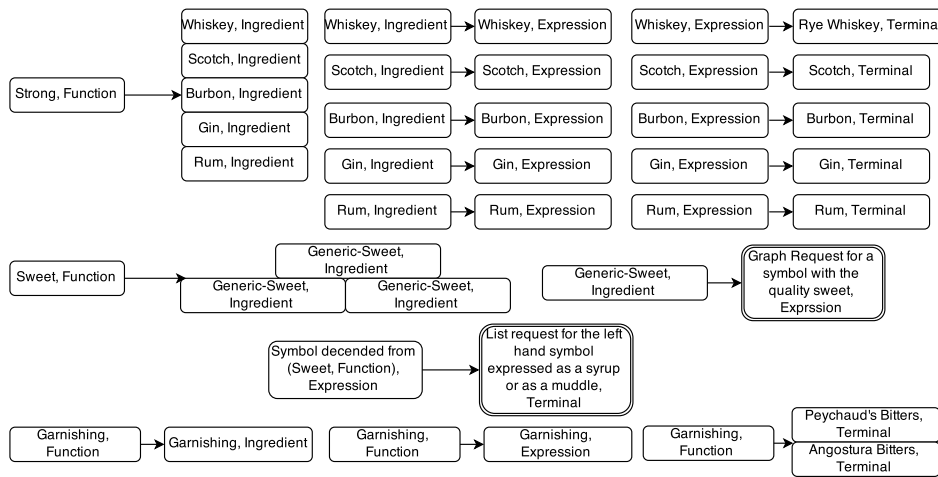 Whiskey, Ingredient
Scotch, Ingredient
Strong, Function
Burbon, Ingredient
Gin, Ingredient
Rum, Ingredient
Whiskey, Ingredient
Whiskey, Expression
Scotch, Ingredient
Scotch, Expression
Burbon, Ingredient
Burbon, Expression
Gin, Ingredient
Gin, Expression
Rum, Ingredient
Rum, Expression
Whiskey, Expression
Rye Whiskey, Termina
Scotch, Expression
Scotch, Terminal
Burbon, Expression
Burbon, Terminal
Gin, Expression
Gin, Terminal
Rum, Expression
Rum, Terminal
Sweet, Function
Generic-Sweet,
Ingredient
Generic-Sweet,
Ingredient
Generic-Sweet,
Ingredient
Generic-Sweet,
Ingredient
Graph Request for a
symbol with the
quality sweet,
Exprssion
Symbol decended from
(Sweet, Function),
Expression
List request for the left
hand symbol
expressed as a syrup
or as a muddle,
Terminal
Garnishing,
Function
Garnishing, Ingredient
Garnishing,
Function
Garnishing,
Expression
Garnishing,
Function
Peychaud's Bitters,
Terminal
Angostura Bitters,
Terminal